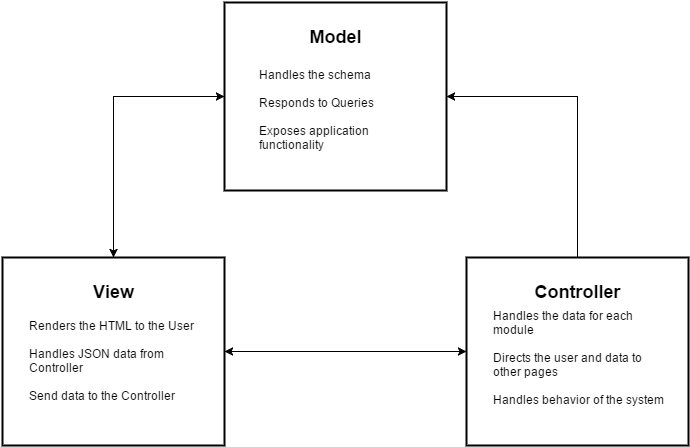 Model
Handles the schema
Responds to Queries
Exposes application
functionality
View
Renders the HTML to the User
Handles JSON data from
Controller
Send data to the Controller
Controller
Handles the data for each
module
Directs the user and data to
other pages
Handles behavior of the system